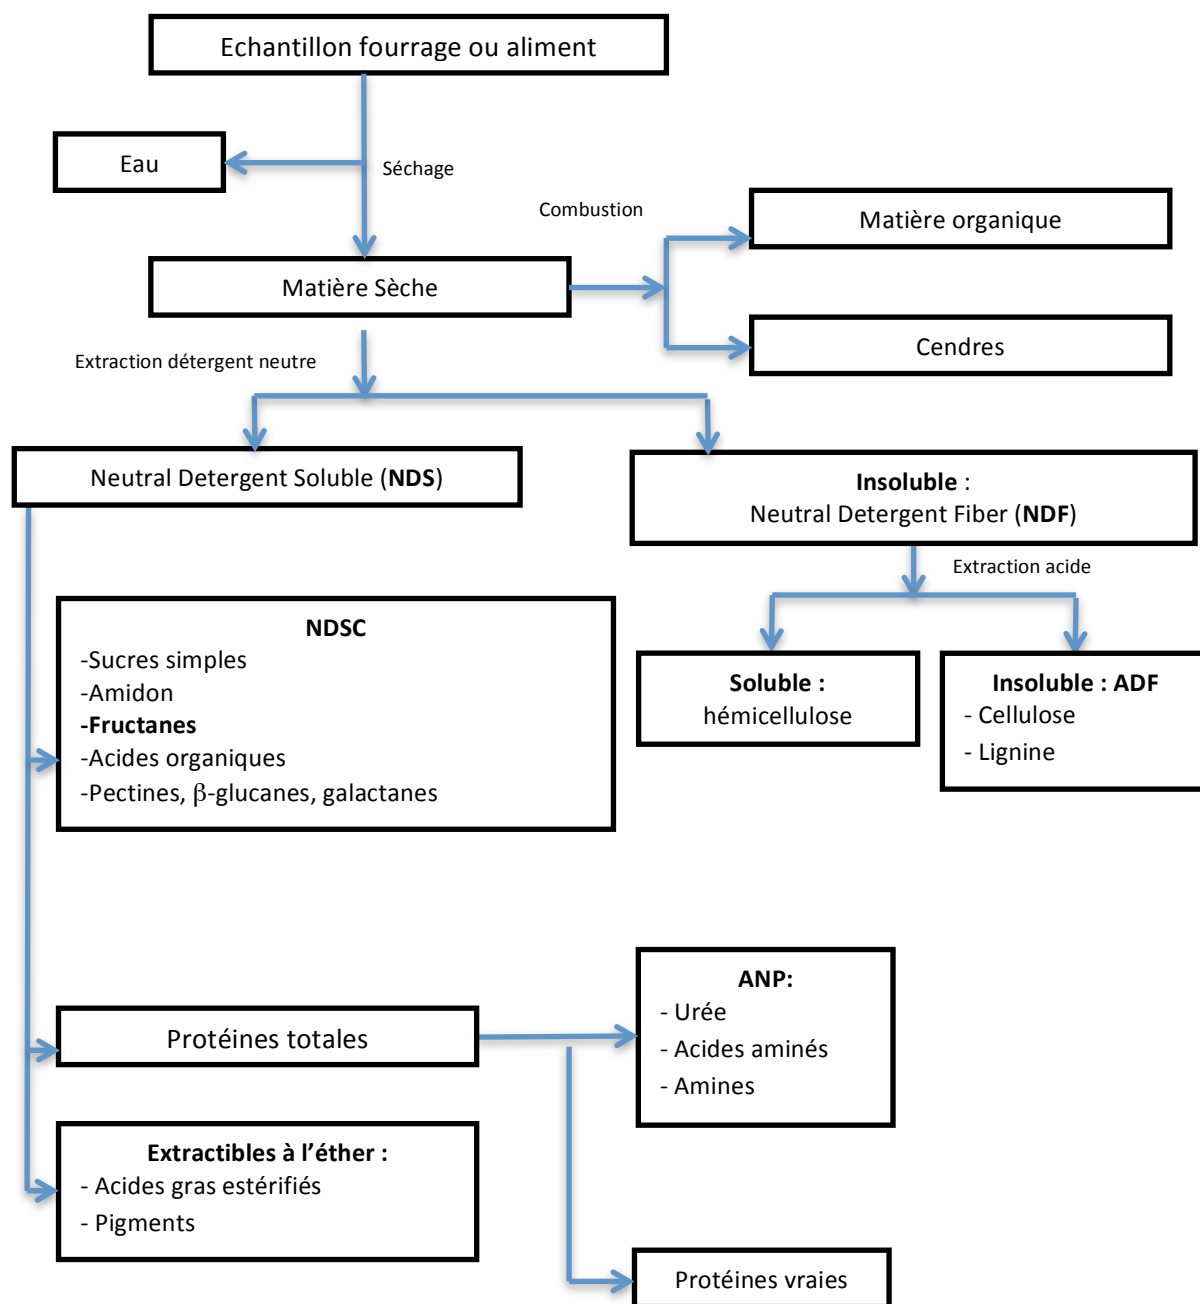 Echantillon fourrage ou aliment
Eau
Séchage
Combustion
Matière organique
Matière Sèche
Cendres
Extraction détergent neutre
Neutral Detergent Soluble (NDS)
Insoluble :
Neutral Detergent Fiber (NDF)
Extraction acide
NDSC
-Sucres simples
-Amidon
-Fructanes
-Acides organiques
-Pectines, β-glucanes, galactanes
Soluble :
hémicellulose
Insoluble : ADF
- Cellulose
- Lignine
Protéines totales
ANP:
- Urée
- Acides aminés
- Amines
Extractibles à l'éther :
- Acides gras estérifiés
- Pigments
Protéines vraies